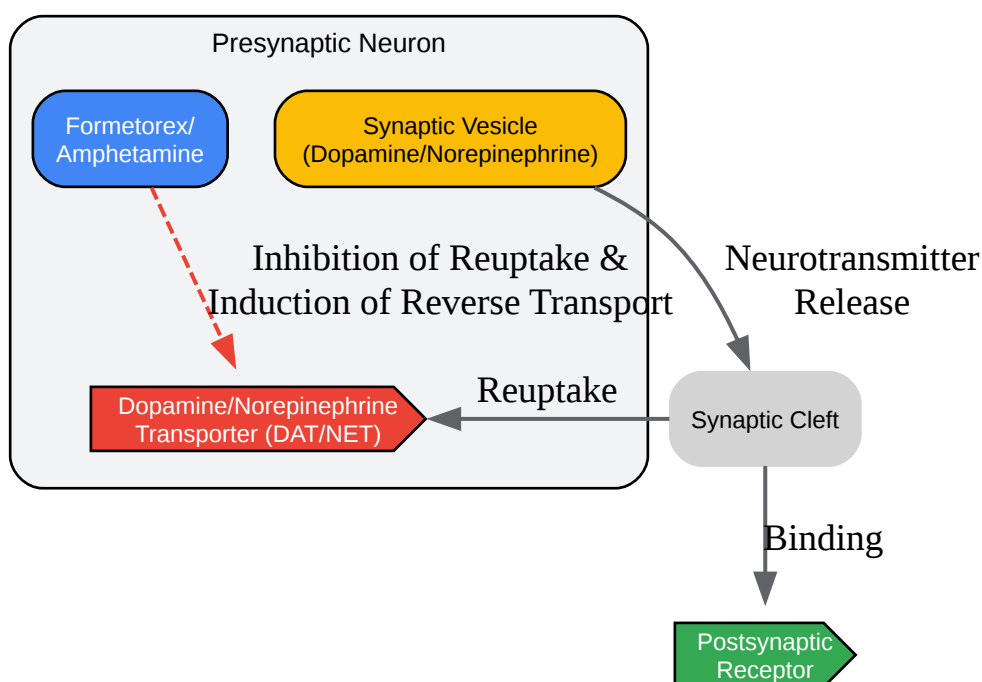 Presynaptic Neuron
Formetorex/
Amphetamine
Synaptic Vesicle
(Dopamine/Norepinephrine)
Inhibition of Reuptake &
Induction of Reverse Transport
Neurotransmitter
Release
Reuptake
Dopamine/Norepinephrine
Transporter (DAT/NET)
Synaptic Cleft
Binding
Postsynaptic
Receptor